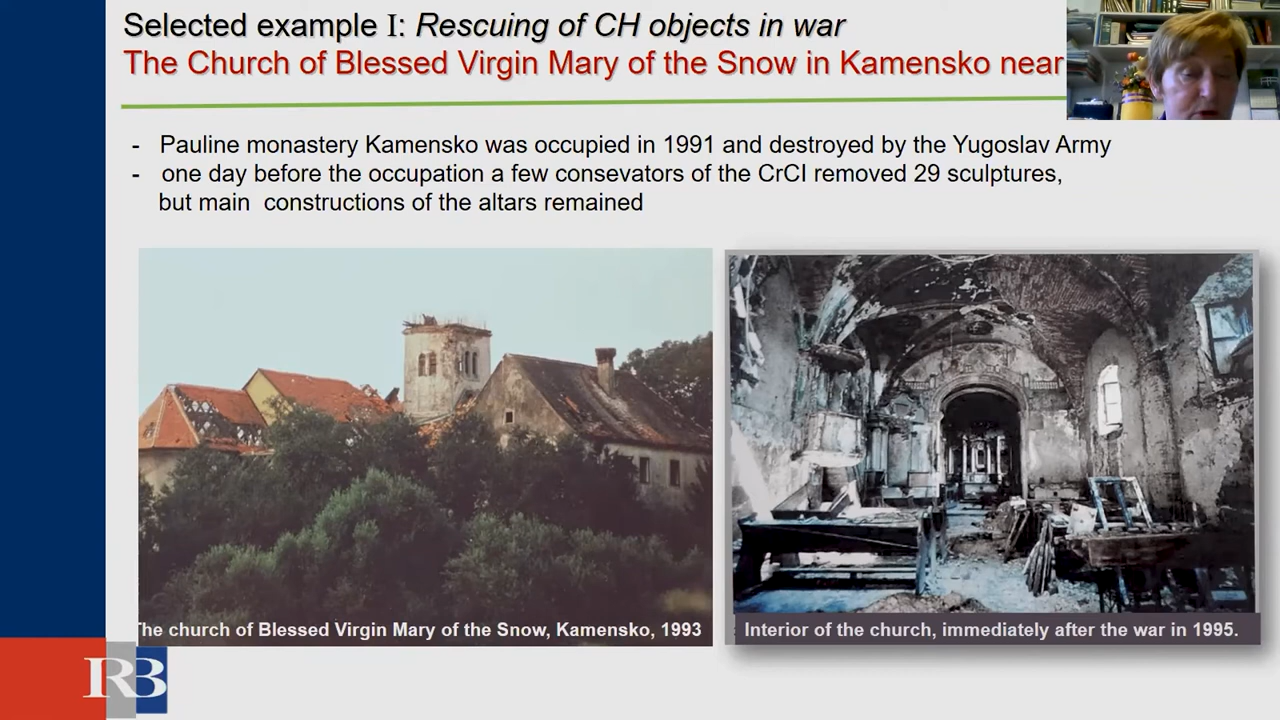 Selected example I: Rescuing of CH objects in war
The Church of Blessed Virgin Mary of the Snow in Kamensko near
- Pauline monastery Kamensko was occupied in 1991 and destroyed by the Yugoslav Army
- one day before the occupation a few consevators of the CrCI removed 29 sculptures,
but main constructions of the altars remained
The church of Blessed Virgin Mary of the Snow, Kamensko, 1993
Interior of the church, immediately after the war in 1995.
RB